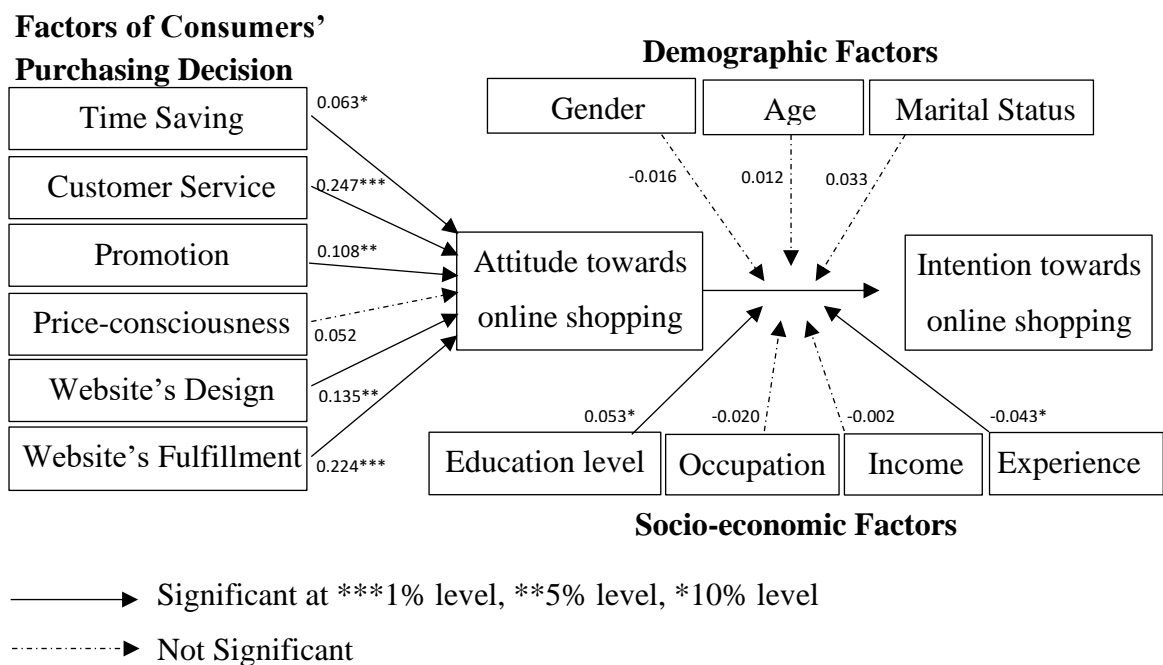 Factors of Consumers’
Purchasing Decision
Demographic Factors
Time Saving
0.063*
Gender
Age
Marital Status
Customer Service
0.247***
-0.016
0.012
0.033
Promotion
0.108**
Attitude towards
online shopping
Intention towards
online shopping
Price-consciousness
0.052
Website’s Design
0.135**
Website’s Fulfillment
0.224***
0.053*
-0.020
-0.002
-0.043*
Education level
Occupation
Income
Experience
Socio-economic Factors
Significant at ***1% level, **5% level, *10% level
Not Significant